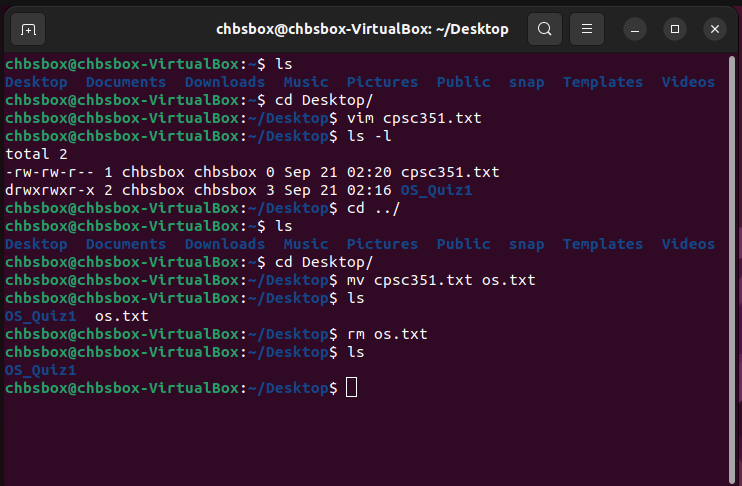 chbsbox@chbsbox-VirtualBox: ~/Desktop
chbsbox@chbsbox-VirtualBox:~$ ls
Desktop  Documents  Downloads  Music  Pictures  Public  snap  Templates  Videos
chbsbox@chbsbox-VirtualBox:~$ cd Desktop/
chbsbox@chbsbox-VirtualBox:~/Desktop$ vim cpsc351.txt
chbsbox@chbsbox-VirtualBox:~/Desktop$ ls -l
total 2
-rw-rw-r-- 1 chbsbox chbsbox 0 Sep 21 02:20 cpsc351.txt
drwxrwxr-x 2 chbsbox chbsbox 3 Sep 21 02:16 OS_Quiz1
chbsbox@chbsbox-VirtualBox:~/Desktop$ cd ../
chbsbox@chbsbox-VirtualBox:~$ ls
Desktop  Documents  Downloads  Music  Pictures  Public  snap  Templates  Videos
chbsbox@chbsbox-VirtualBox:~$ cd Desktop/
chbsbox@chbsbox-VirtualBox:~/Desktop$ mv cpsc351.txt os.txt
chbsbox@chbsbox-VirtualBox:~/Desktop$ ls
OS_Quiz1  os.txt
chbsbox@chbsbox-VirtualBox:~/Desktop$ rm os.txt
chbsbox@chbsbox-VirtualBox:~/Desktop$ ls
OS_Quiz1
chbsbox@chbsbox-VirtualBox:~/Desktop$